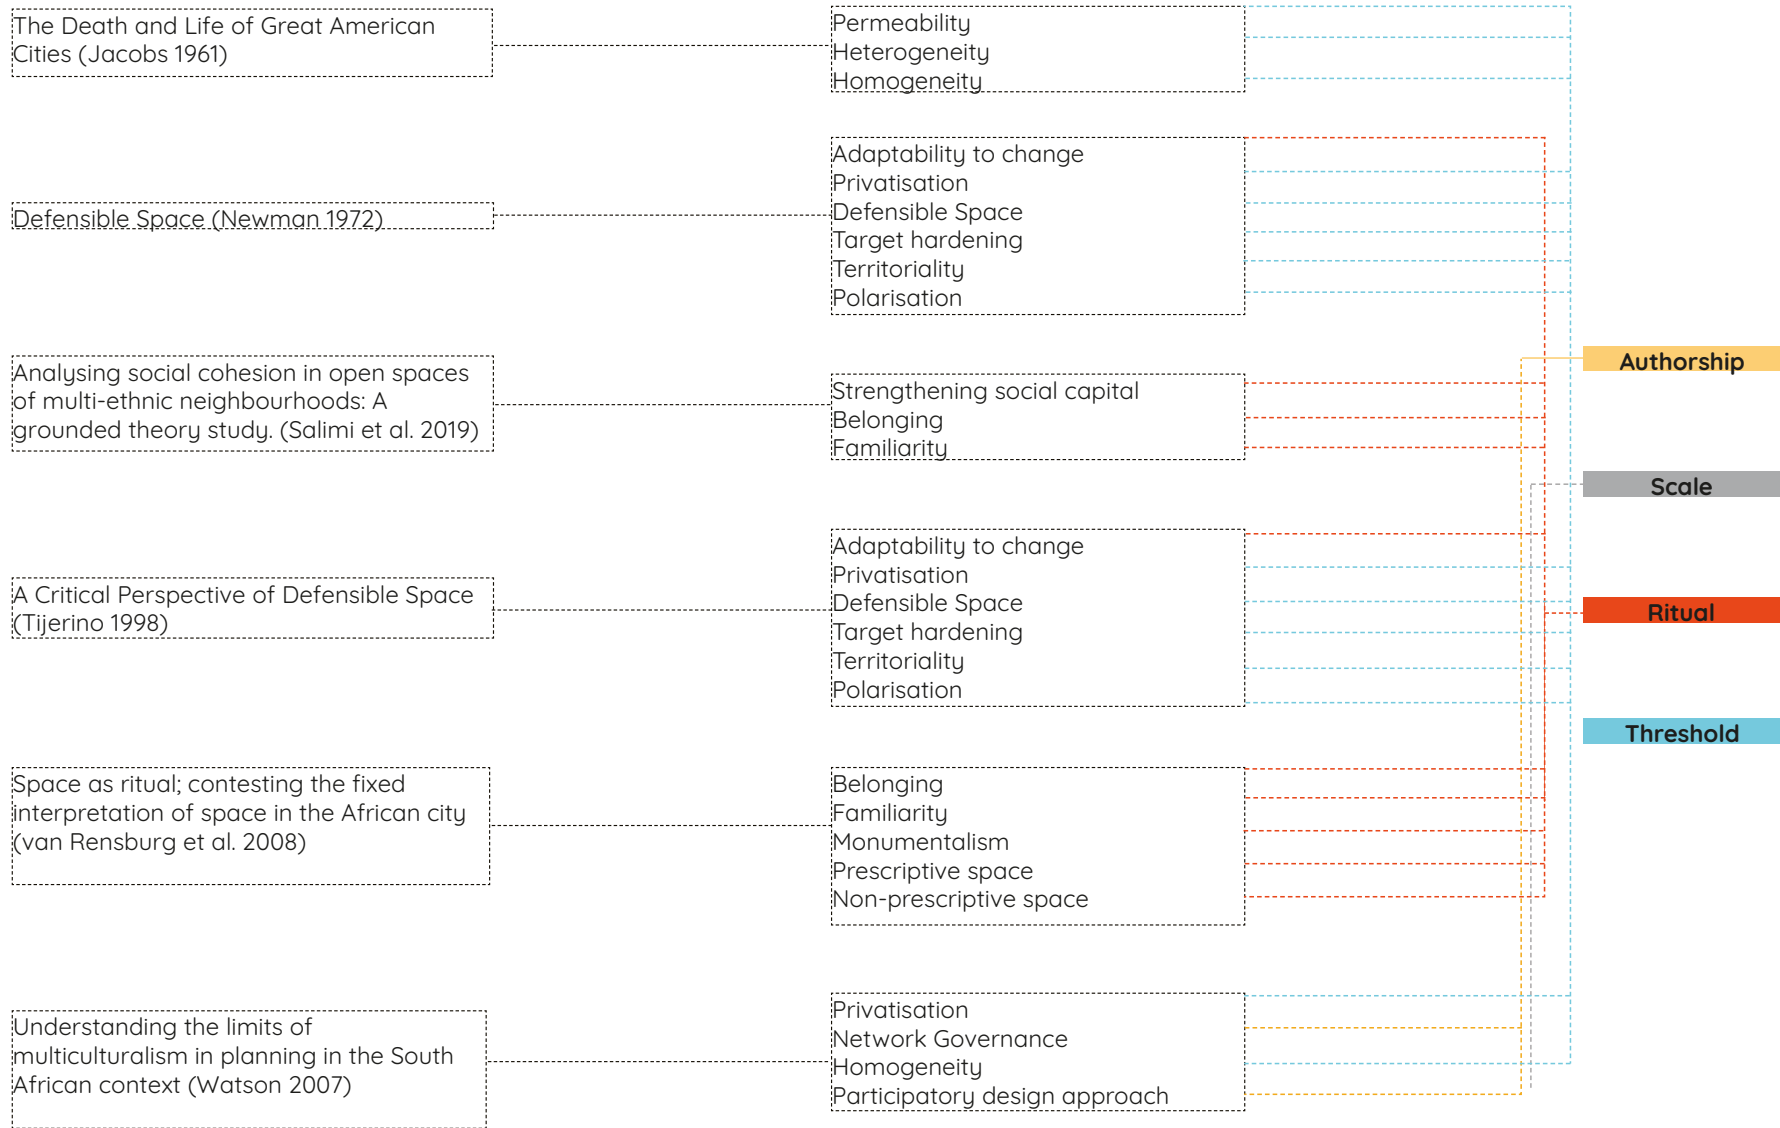 The Death and Life of Great American
Cities (Jacobs 1961)
Permeability
Heterogeneity
Homogeneity
Defensible Space (Newman 1972)
Adaptability to change
Privatisation
Defensible Space
Target hardening
Territoriality
Polarisation
Analysing social cohesion in open spaces
of multi-ethnic neighbourhoods: A
grounded theory study. (Salimi et al. 2019)
Strengthening social capital
Belonging
Familiarity
A Critical Perspective of Defensible Space
(Tijerino 1998)
Adaptability to change
Privatisation
Defensible Space
Target hardening
Territoriality
Polarisation
Space as ritual; contesting the fixed
interpretation of space in the African city
(van Rensburg et al. 2008)
Belonging
Familiarity
Monumentalism
Prescriptive space
Non-prescriptive space
Understanding the limits of
multiculturalism in planning in the South
African context (Watson 2007)
Privatisation
Network Governance
Homogeneity
Participatory design approach
Authorship
Scale
Ritual
Threshold